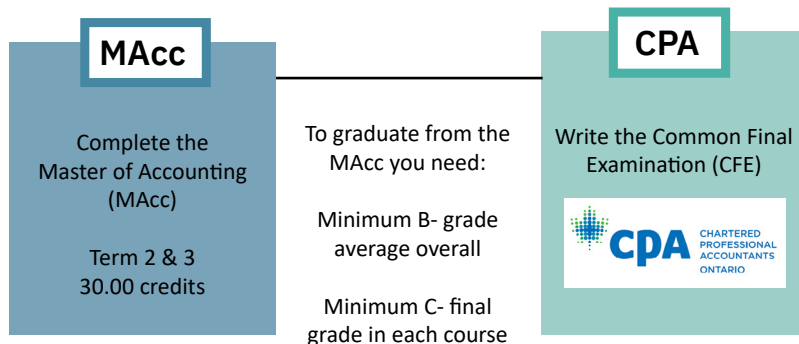 MAcc
Complete the
Master of Accounting
(MAcc)
Term 2 & 3
30.00 credits
To graduate from the
MAcc you need:
Minimum B- grade
average overall
Minimum C- final
grade in each course
CPA
Write the Common Final
Examination (CFE)
CPA
CHARTERED
PROFESSIONAL
ACCOUNTANTS
ONTARIO